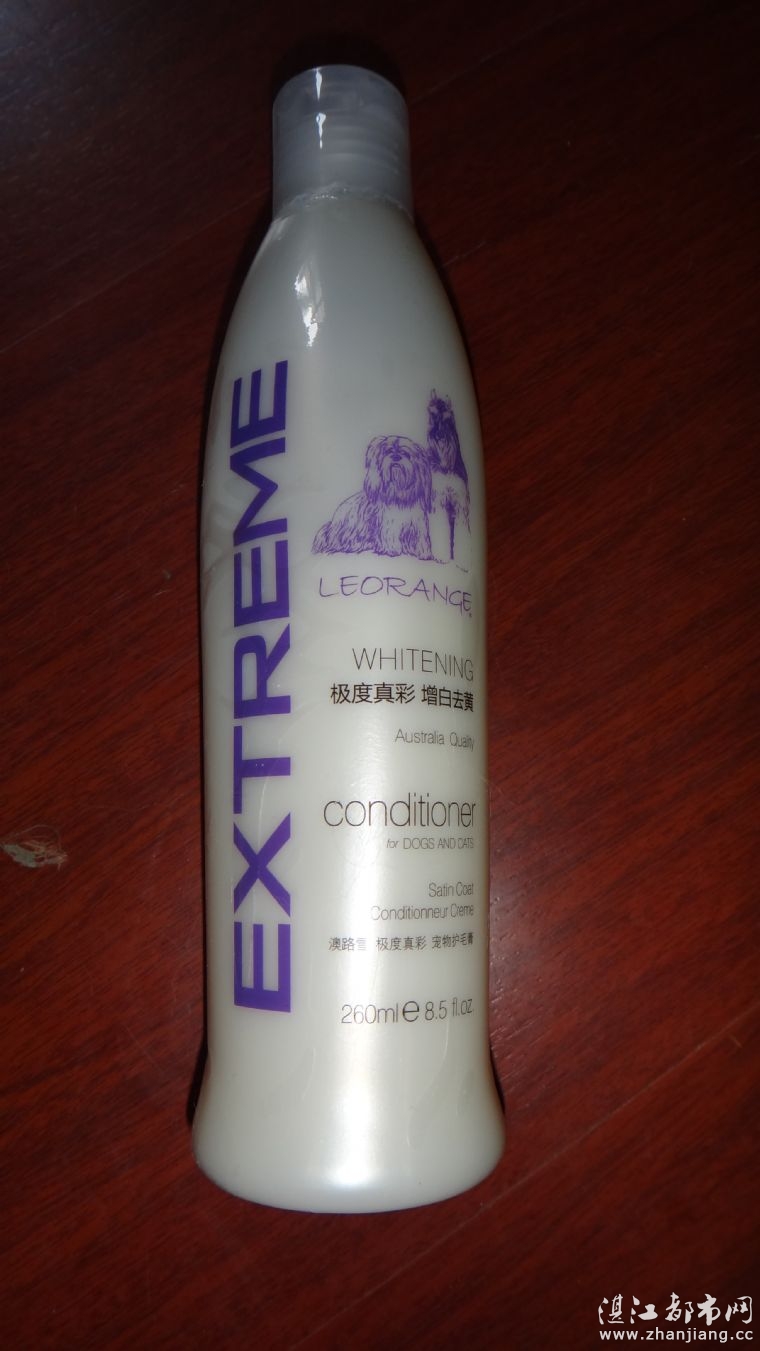 EXTREME
LEORANGE
WHITENING
极度真彩 增白去黄
Australia Quality
conditioner
for DOGS AND CATS
Satin Coat
Conditionneur Creme
澳路雪 极度真彩 宠物护毛膏
260ml e 8.5 fl.oz.
湛江都市网
www.zhanjiang.cc